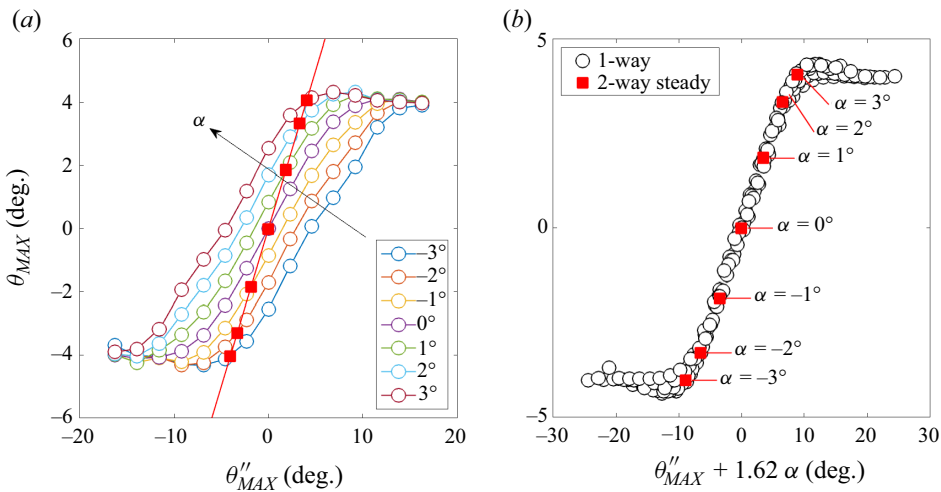 (a)
6
4
2
0
–2
–4
–6
θMAX (deg.)
α
–3°
–2°
–1°
0°
1°
2°
3°
–20
–10
0
10
20
θ″MAX (deg.)
(b)
5
0
–5
1-way
2-way steady
α = 3°
α = 2°
α = 1°
α = 0°
α = –1°
α = –2°
α = –3°
–30
–20
–10
0
10
20
30
θ″MAX + 1.62 α (deg.)